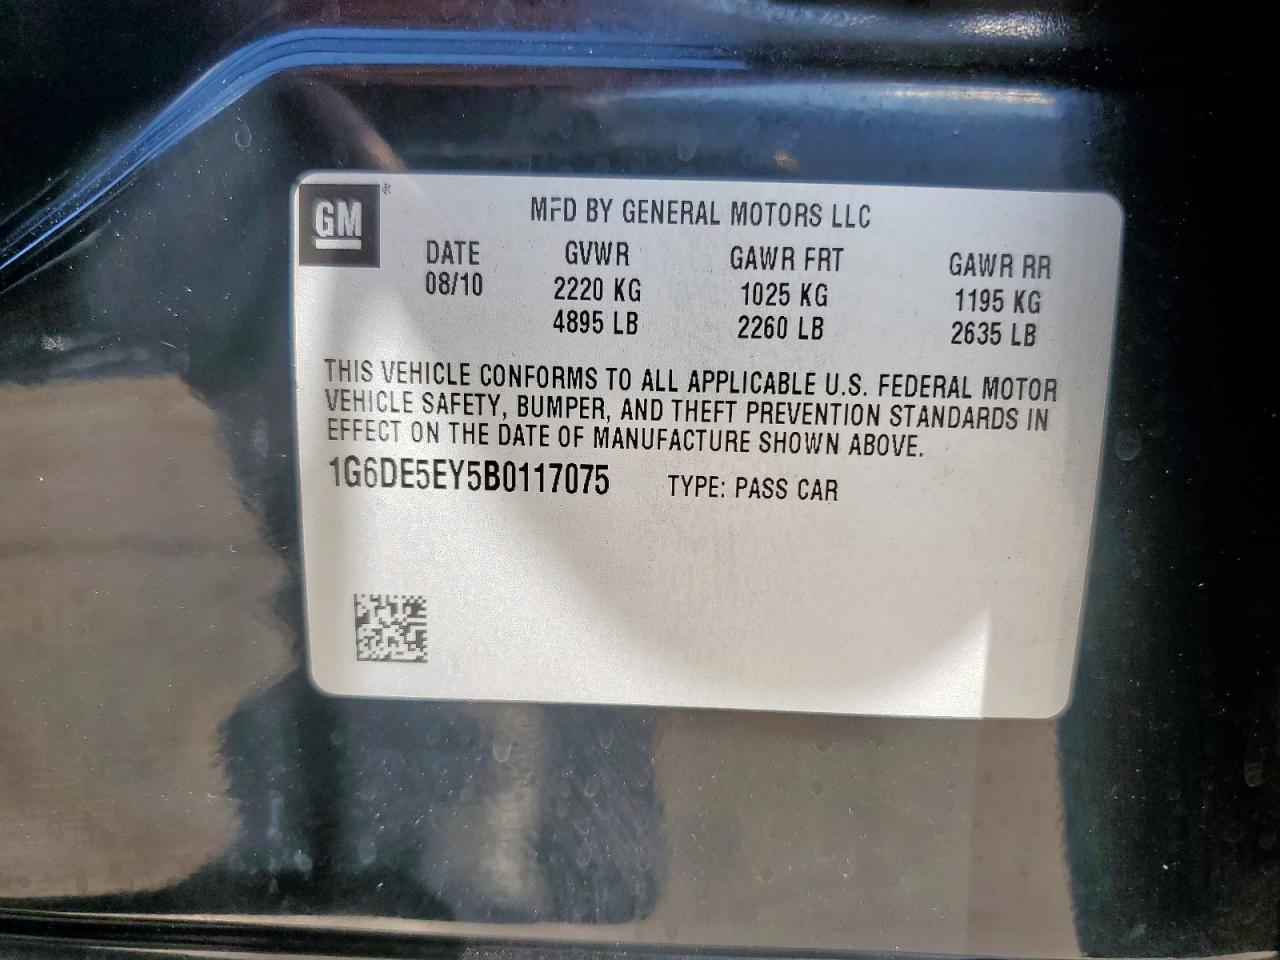 GM ®
MFD BY GENERAL MOTORS LLC
DATE GVWR GAWR FRT GAWR RR
08/10 2220 KG 1025 KG 1195 KG
4895 LB 2260 LB 2635 LB
THIS VEHICLE CONFORMS TO ALL APPLICABLE U.S. FEDERAL MOTOR
VEHICLE SAFETY, BUMPER, AND THEFT PREVENTION STANDARDS IN
EFFECT ON THE DATE OF MANUFACTURE SHOWN ABOVE.
1G6DE5EY5B0117075 TYPE: PASS CAR